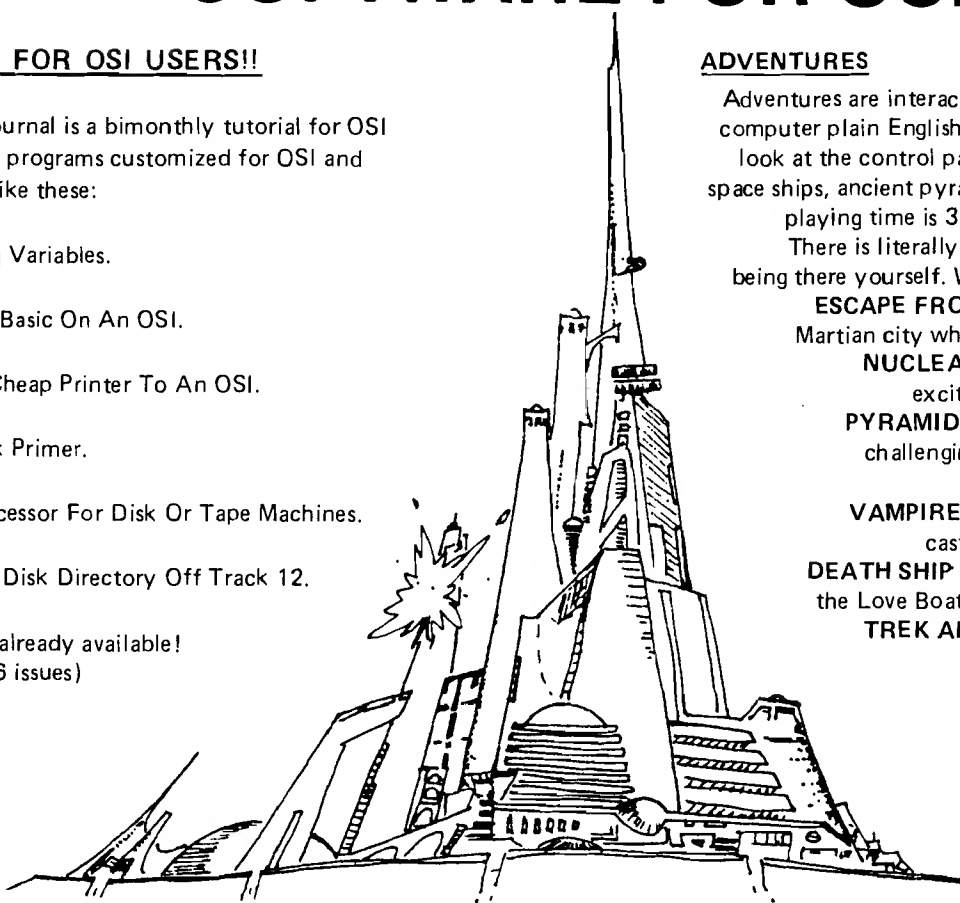 FOR OSI USERS!!
urnal is a bimonthly tutorial for OSI
programs customized for OSI and
ike these:
Variables.
Basic On An OSI.
Cheap Printer To An OSI.
Primer.
cessor For Disk Or Tape Machines.
Disk Directory Off Track 12.
already available!
6 issues)
ADVENTURES
Adventures are interac
computer plain English
look at the control pa
space ships, ancient pyra
playing time is 3
There is literally
being there yourself. W
ESCAPE FRO
Martian city wh
NUCLEA
excit
PYRAMID
challengin
VAMPIRE
cast
DEATH SHIP
the Love Boat
TREK A